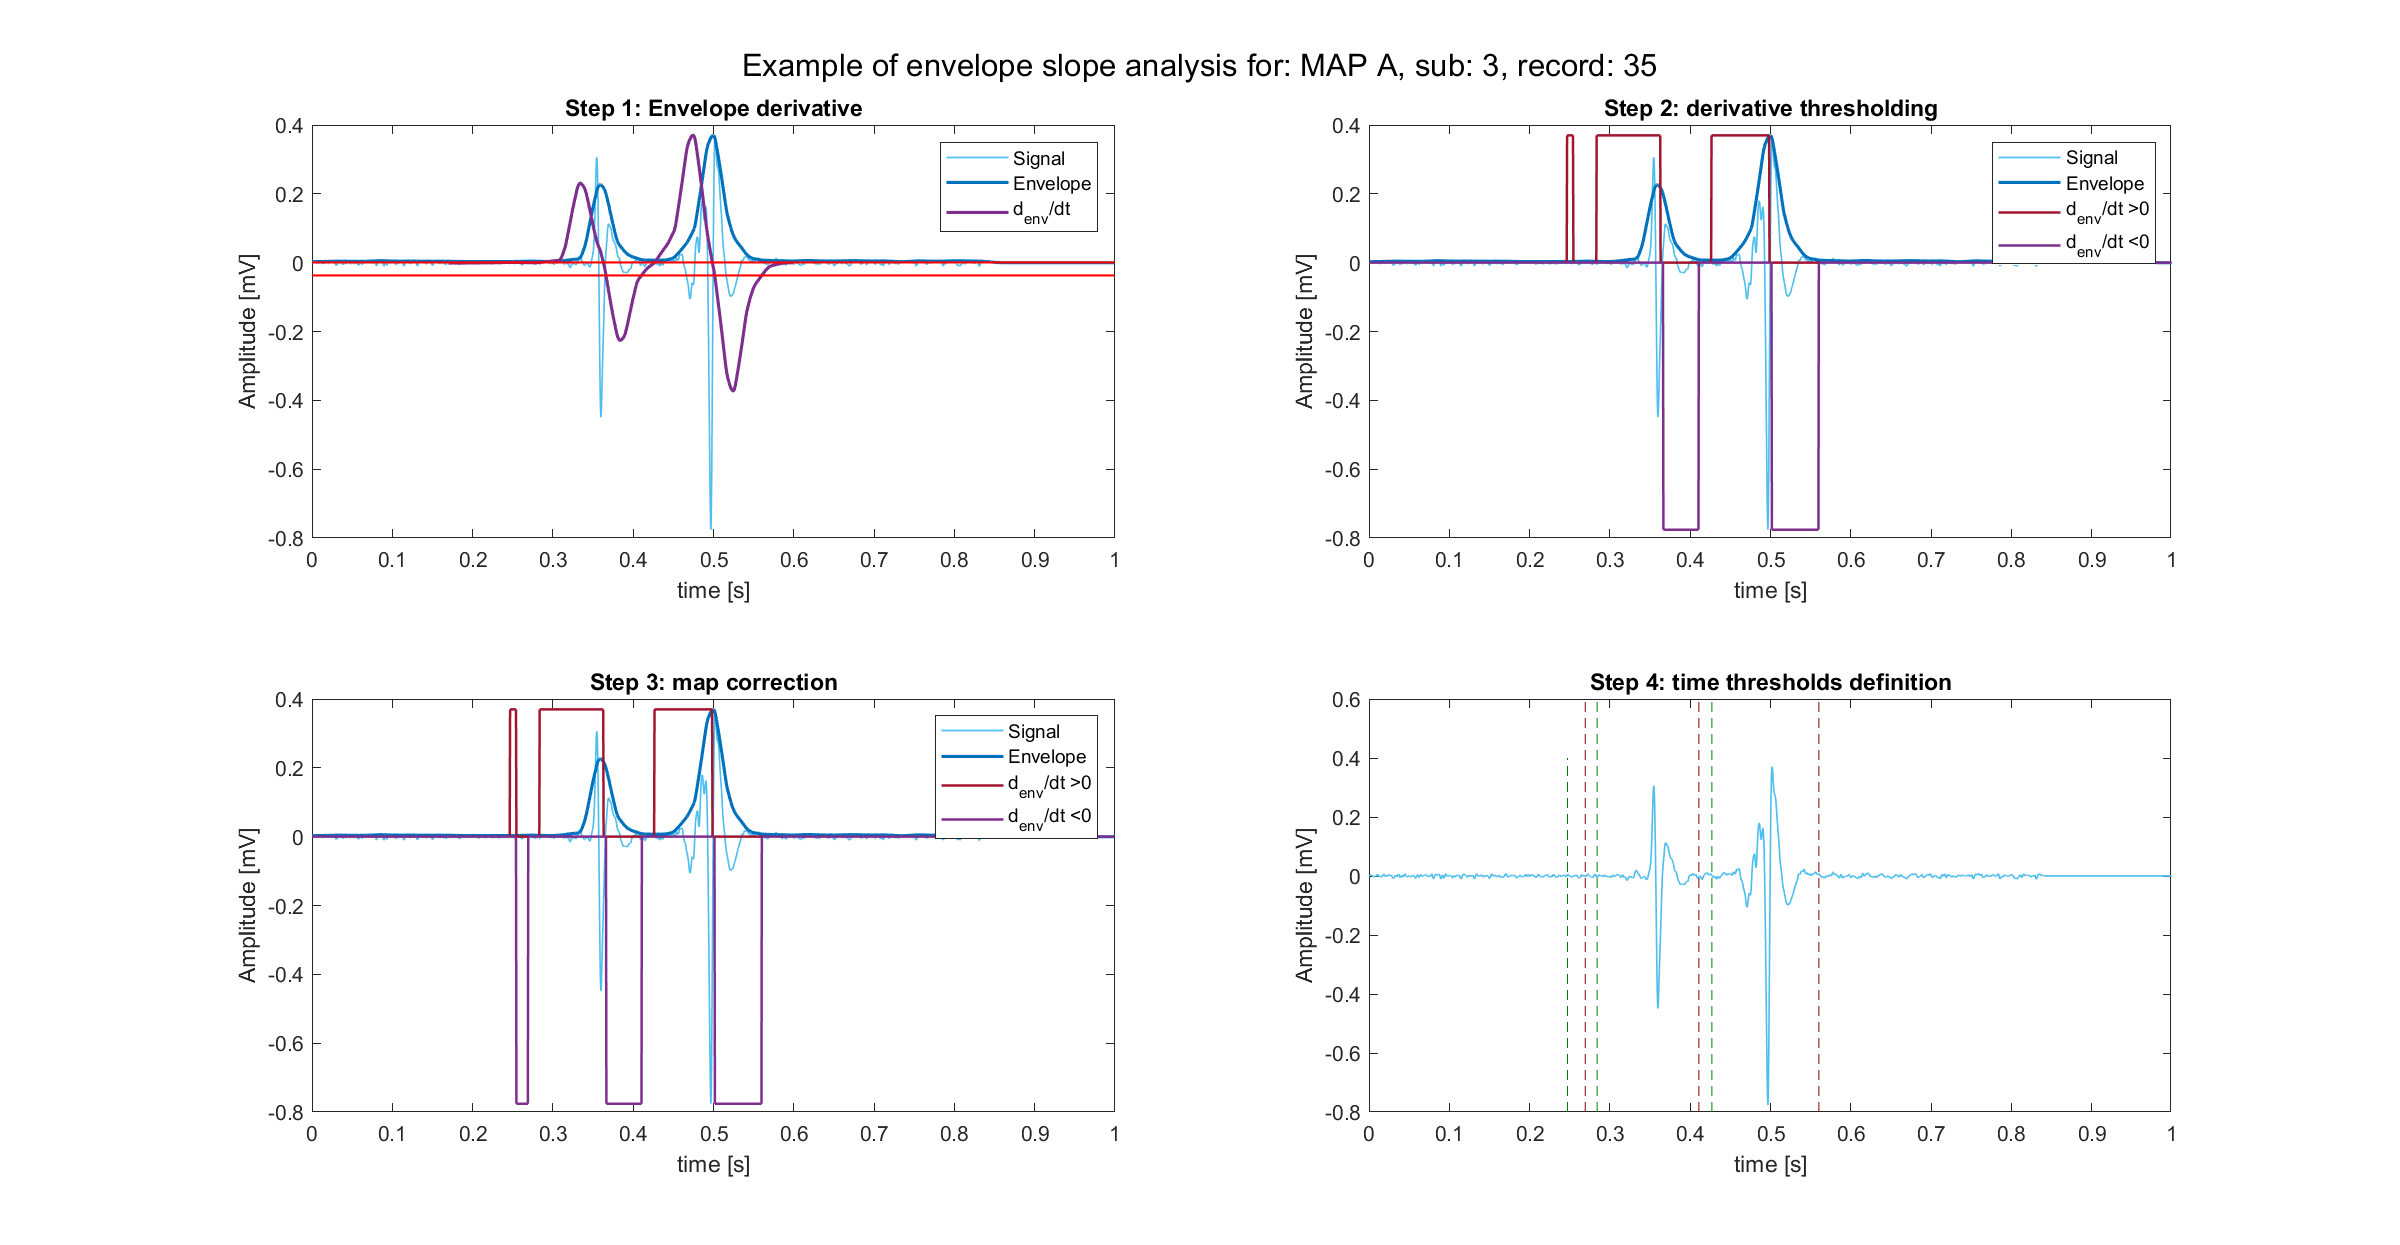 Example of envelope slope analysis for: MAP A, sub: 3, record: 35
Step 1: Envelope derivative
0.4
0.2
0
-0.2
-0.4
-0.6
-0.8
Amplitude [mV]
Signal
Envelope
d_env/dt
0 0.1 0.2 0.3 0.4 0.5 0.6 0.7 0.8 0.9 1
time [s]
Step 2: derivative thresholding
0.4
0.2
0
-0.2
-0.4
-0.6
-0.8
Amplitude [mV]
Signal
Envelope
d_env/dt >0
d_env/dt <0
0 0.1 0.2 0.3 0.4 0.5 0.6 0.7 0.8 0.9 1
time [s]
Step 3: map correction
0.4
0.2
0
-0.2
-0.4
-0.6
-0.8
Amplitude [mV]
Signal
Envelope
d_env/dt >0
d_env/dt <0
0 0.1 0.2 0.3 0.4 0.5 0.6 0.7 0.8 0.9 1
time [s]
Step 4: time thresholds definition
0.6
0.4
0.2
0
-0.2
-0.4
-0.6
-0.8
Amplitude [mV]
0 0.1 0.2 0.3 0.4 0.5 0.6 0.7 0.8 0.9 1
time [s]